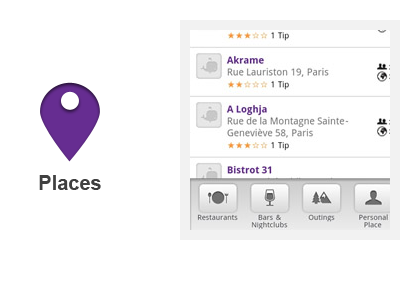 Places
★★★☆☆ 1 Tip
Akrame
Rue Lauriston 19, Paris
★★★☆☆ 1 Tip
A Loghja
Rue de la Montagne Sainte-
Geneviève 58, Paris
★★★☆☆ 1 Tip
Bistrot 31
Restaurants
Bars &
Nightclubs
Outings
Personal
Place